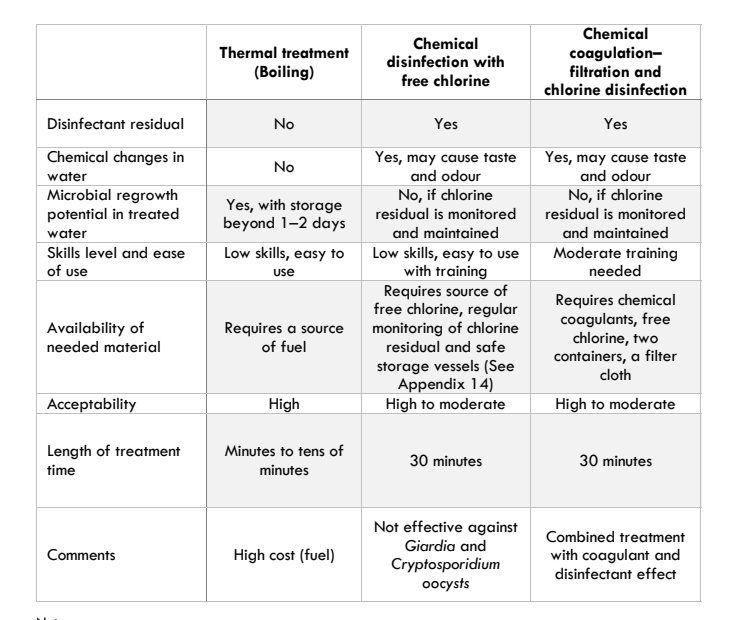 Thermal treatment
(Boiling)
Chemical
disinfection with
free chlorine
Chemical
coagulation–
filtration and
chlorine disinfection
Disinfectant residual
No
Yes
Yes
Chemical changes in
water
No
Yes, may cause taste
and odour
Yes, may cause taste
and odour
Microbial regrowth
potential in treated
water
Yes, with storage
beyond 1–2 days
No, if chlorine
residual is monitored
and maintained
No, if chlorine
residual is monitored
and maintained
Skills level and ease
of use
Low skills, easy to
use
Low skills, easy to use
with training
Moderate training
needed
Availability of
needed material
Requires a source
of fuel
Requires source of
free chlorine, regular
monitoring of chlorine
residual and safe
storage vessels (See
Appendix 14)
Requires chemical
coagulants, free
chlorine, two
containers, a filter
cloth
Acceptability
High
High to moderate
High to moderate
Length of treatment
time
Minutes to tens of
minutes
30 minutes
30 minutes
Comments
High cost (fuel)
Not effective against
Giardia and
Cryptosporidium
oocysts
Combined treatment
with coagulant and
disinfectant effect